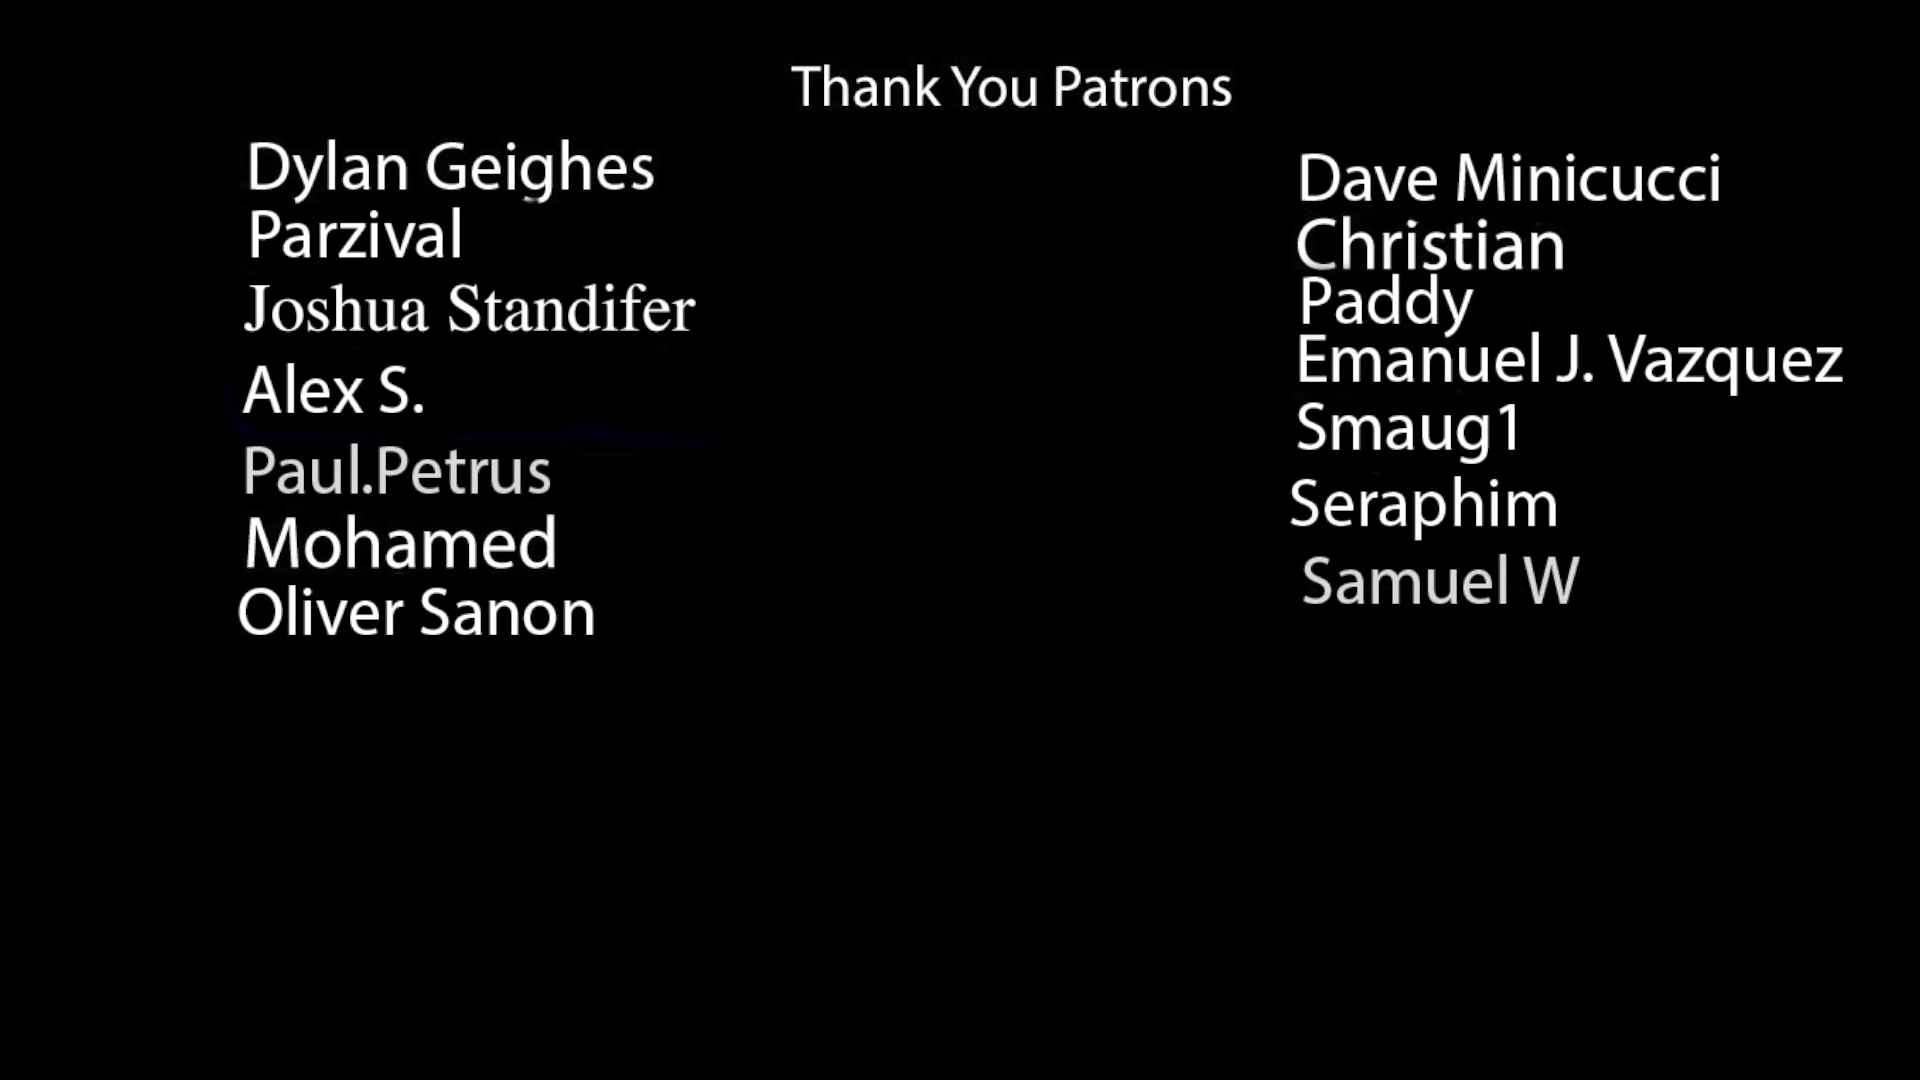 Thank You Patrons
Dylan Geighes
Parzival
Joshua Standifer
Alex S.
Paul.Petrus
Mohamed
Oliver Sanon
Dave Minicucci
Christian
Paddy
Emanuel J. Vazquez
Smaug1
Seraphim
Samuel W